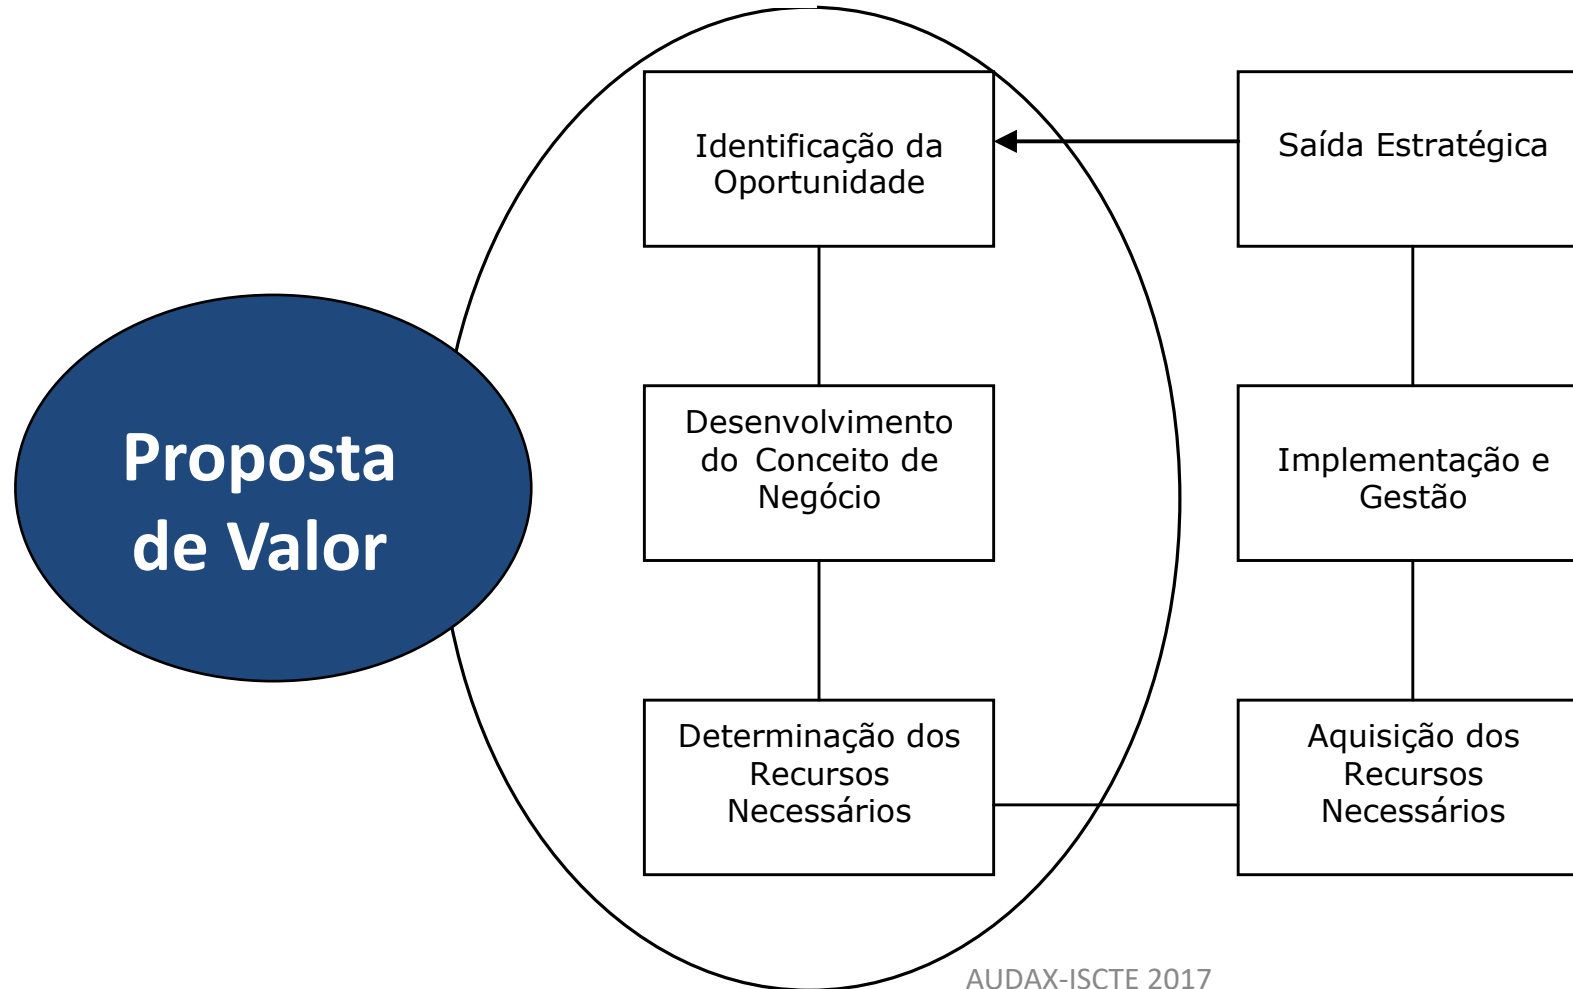 Identificação da
Oportunidade
Saída Estratégica
Proposta
de Valor
Desenvolvimento
do Conceito de
Negócio
Implementação e
Gestão
Determinação dos
Recursos
Necessários
Aquisição dos
Recursos
Necessários
AUDAX-ISCTE 2017